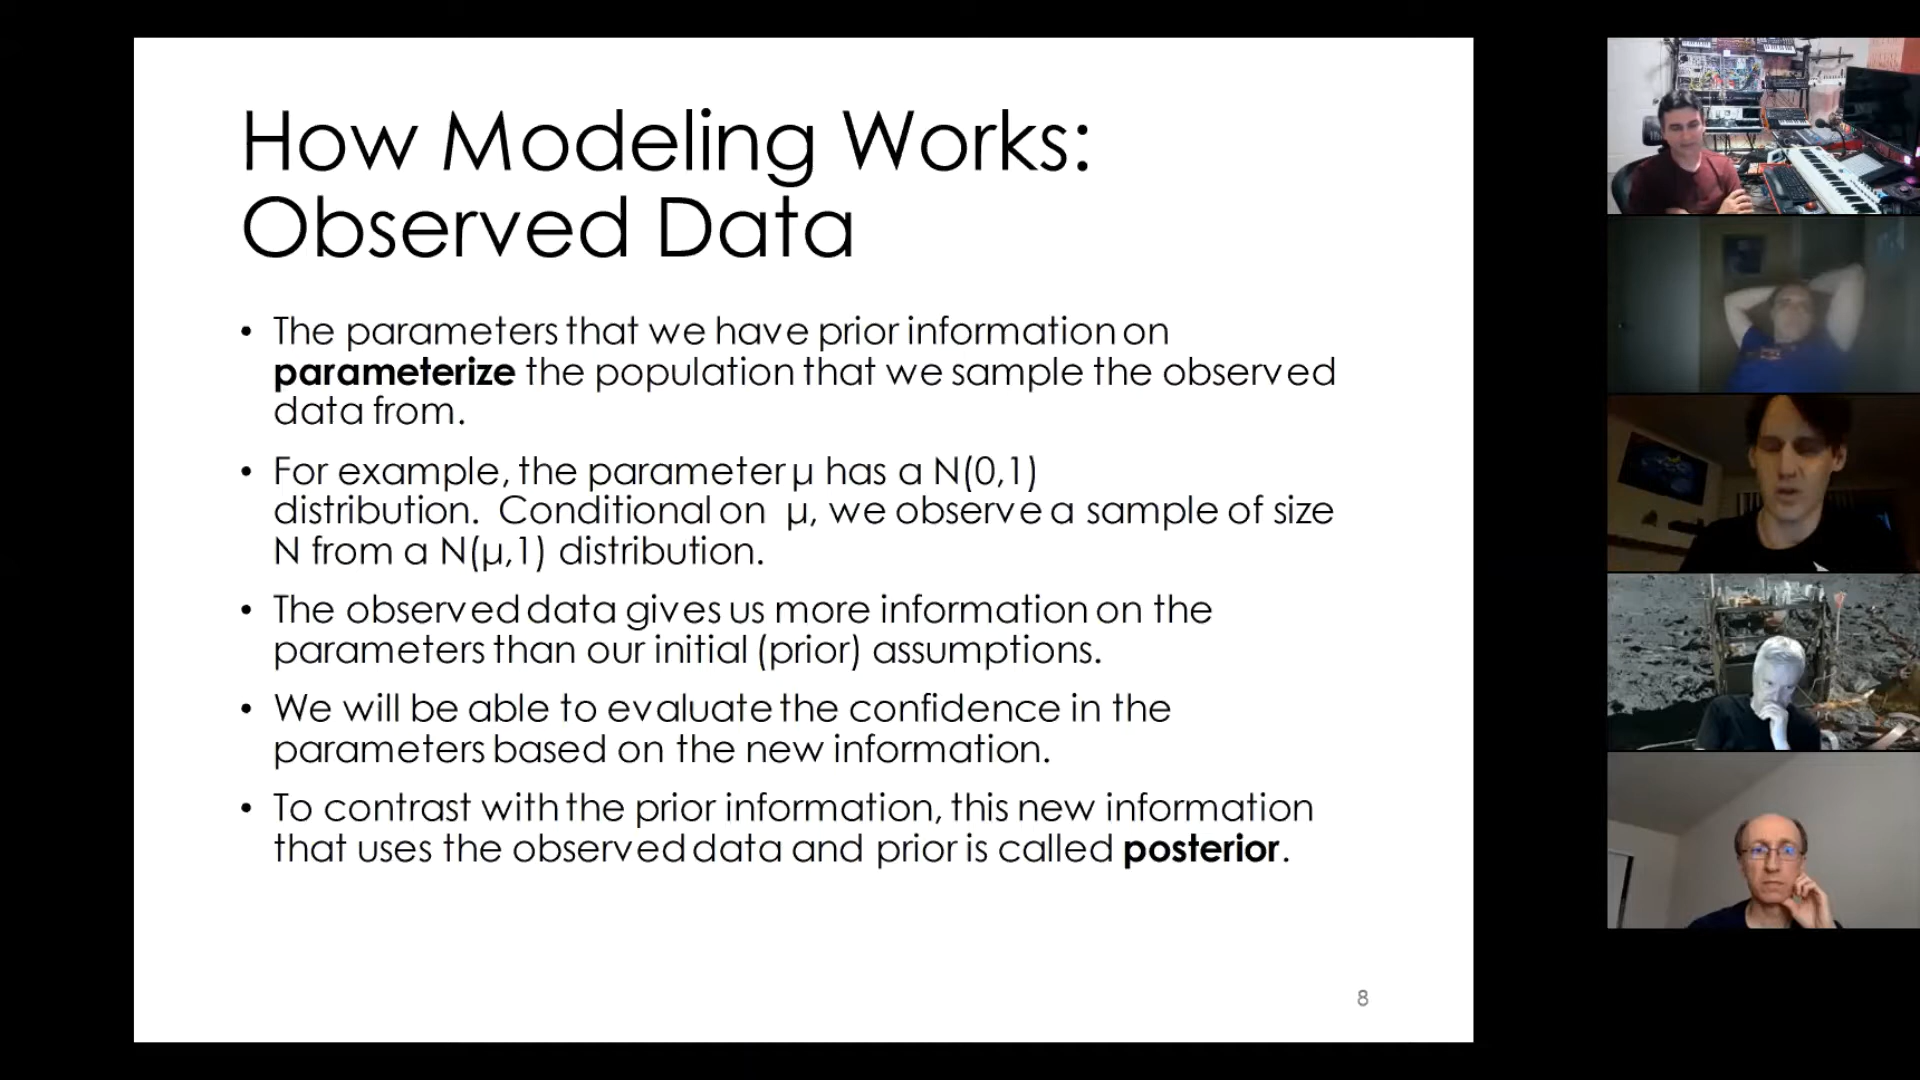 How Modeling Works:
Observed Data
• The parameters that we have prior information on
parameterize the population that we sample the observed
data from.
• For example, the parameter µ has a N(0,1)
distribution.  Conditional on  µ, we observe a sample of size
N from a N(µ,1) distribution.
• The observed data gives us more information on the
parameters than our initial (prior) assumptions.
• We will be able to evaluate the confidence in the
parameters based on the new information.
• To contrast with the prior information, this new information
that uses the observed data and prior is called posterior.
8